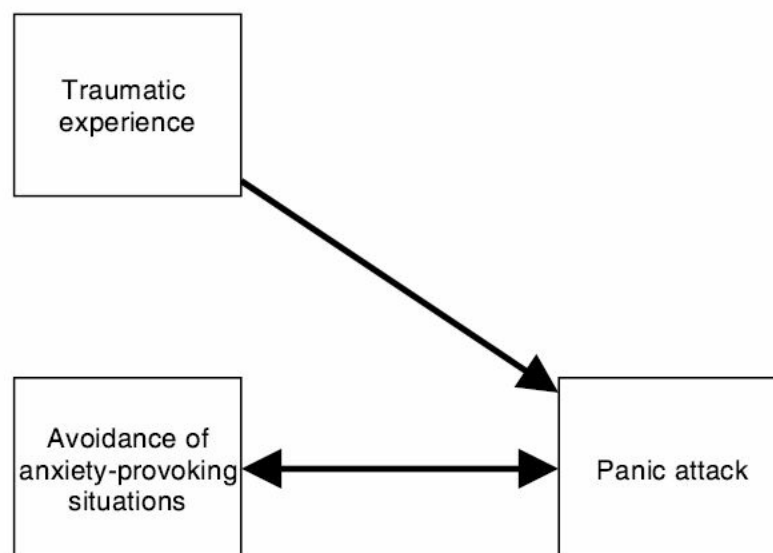 Traumatic
experience
Avoidance of
anxiety-provoking
situations
Panic attack